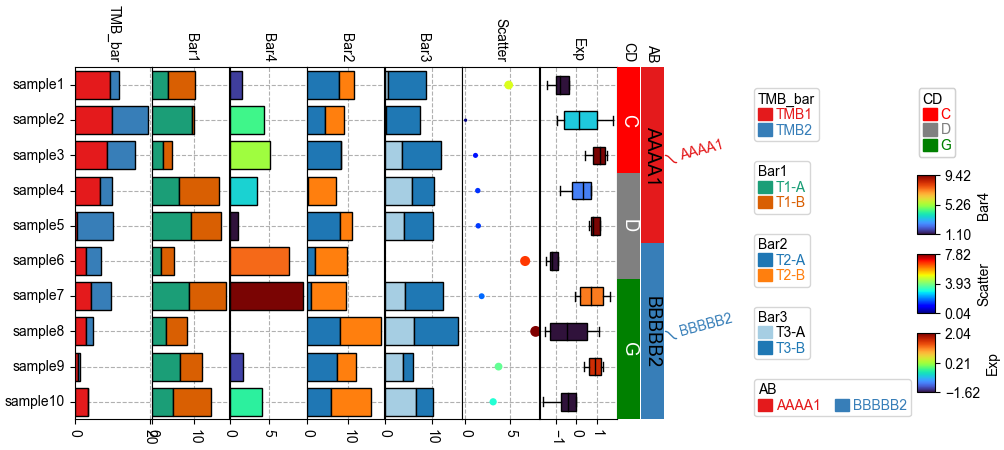 TMB_bar
Bar1
Bar4
Bar2
Bar3
Scatter
Exp
CD
AB
sample1
sample2
sample3
sample4
sample5
sample6
sample7
sample8
sample9
sample10
C
D
G
AAAA1
BBBBB2
AAAA1
BBBBB2
0
20
0
10
0
5
0
10
0
10
0
5
−1
0
1
TMB_bar
TMB1
TMB2
Bar1
T1-A
T1-B
Bar2
T2-A
T2-B
Bar3
T3-A
T3-B
AB
AAAA1 BBBBB2
CD
C
D
G
9.42
5.26
1.10
Bar4
7.82
3.93
0.04
Scatter
2.04
0.21
−1.62
Exp